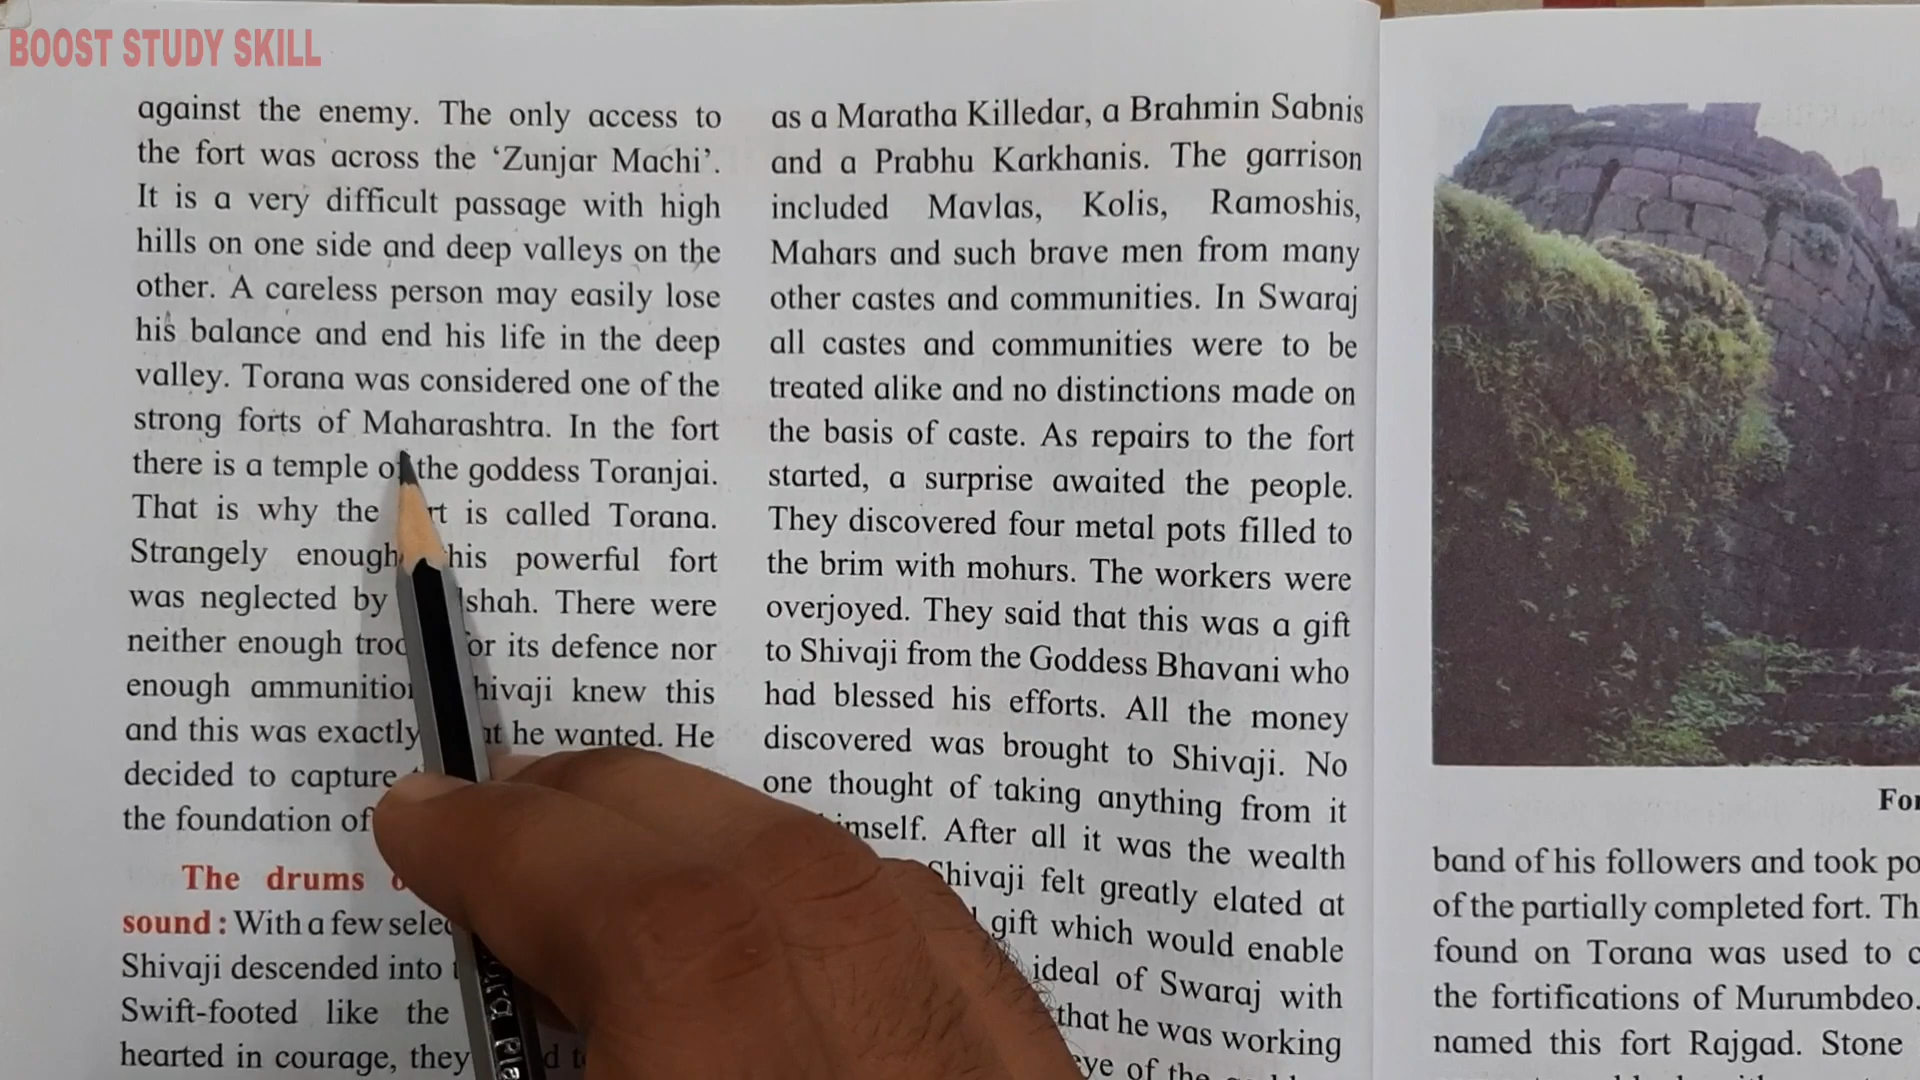 BOOST STUDY SKILL
against the enemy. The only access to
the fort was across the ‘Zunjar Machi’.
It is a very difficult passage with high
hills on one side and deep valleys on the
other. A careless person may easily lose
his balance and end his life in the deep
valley. Torana was considered one of the
strong forts of Maharashtra. In the fort
there is a temple of the goddess Toranjai.
That is why the is called Torana.
Strangely enough powerful fort
was neglected by There were
neither enough for its defence nor
enough ammunition Shivaji knew this
and this was exactly he wanted. He
decided to capture
the foundation of
The drums
sound : With a few
Shivaji descended into
Swift-footed like the
hearted in courage, they
as a Maratha Killedar, a Brahmin Sabnis
and a Prabhu Karkhanis. The garrison
included Mavlas, Kolis, Ramoshis,
Mahars and such brave men from many
other castes and communities. In Swaraj
all castes and communities were to be
treated alike and no distinctions made on
the basis of caste. As repairs to the fort
started, a surprise awaited the people.
They discovered four metal pots filled to
the brim with mohurs. The workers were
overjoyed. They said that this was a gift
to Shivaji from the Goddess Bhavani who
had blessed his efforts. All the money
discovered was brought to Shivaji. No
one thought of taking anything from it
himself. After all it was the wealth
Shivaji felt greatly elated at
gift which would enable
ideal of Swaraj with
that he was working
eye of the
band of his followers and took
of the partially completed fort.
found on Torana was used to
the fortifications of Murumbdeo.
named this fort Rajgad. Stone